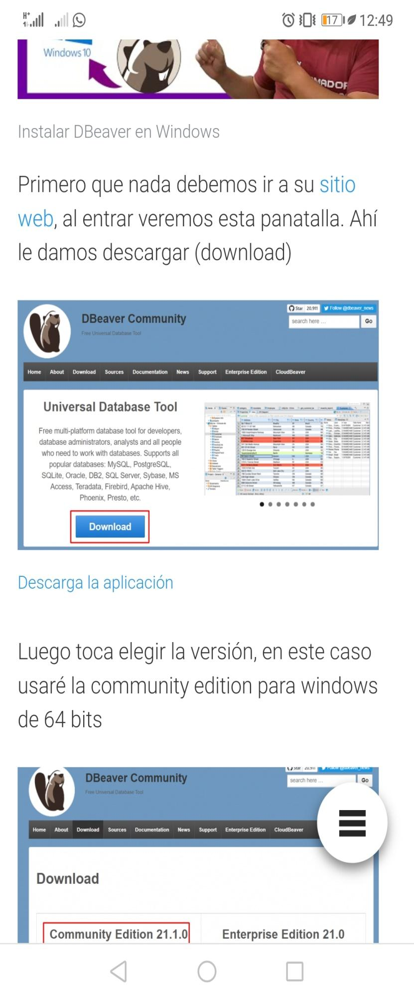 H+
17
12:49
Windows 10
MADOR
Instalar DBeaver en Windows
Primero que nada debemos ir a su sitio
web, al entrar veremos esta panatalla. Ahí
le damos descargar (download)
DBeaver Community
Free Universal Database Tool
Star 20,911 Follow @dbeaver_news
search here ... Go
Home About Download Sources Documentation News Support Enterprise Edition CloudBeaver
Universal Database Tool
Free multi-platform database tool for developers,
database administrators, analysts and all people
who need to work with databases. Supports all
popular databases: MySQL, PostgreSQL,
SQLite, Oracle, DB2, SQL Server, Sybase, MS
Access, Teradata, Firebird, Apache Hive,
Phoenix, Presto, etc.
Download
Descarga la aplicación
Luego toca elegir la versión, en este caso
usaré la community edition para windows
de 64 bits
DBeaver Community
Free Universal Database Tool
Star 20,911 Follow @dbeaver_news
search here ... Go
Home About Download Sources Documentation News Support Enterprise Edition CloudBeaver
Download
Community Edition 21.1.0
Enterprise Edition 21.0